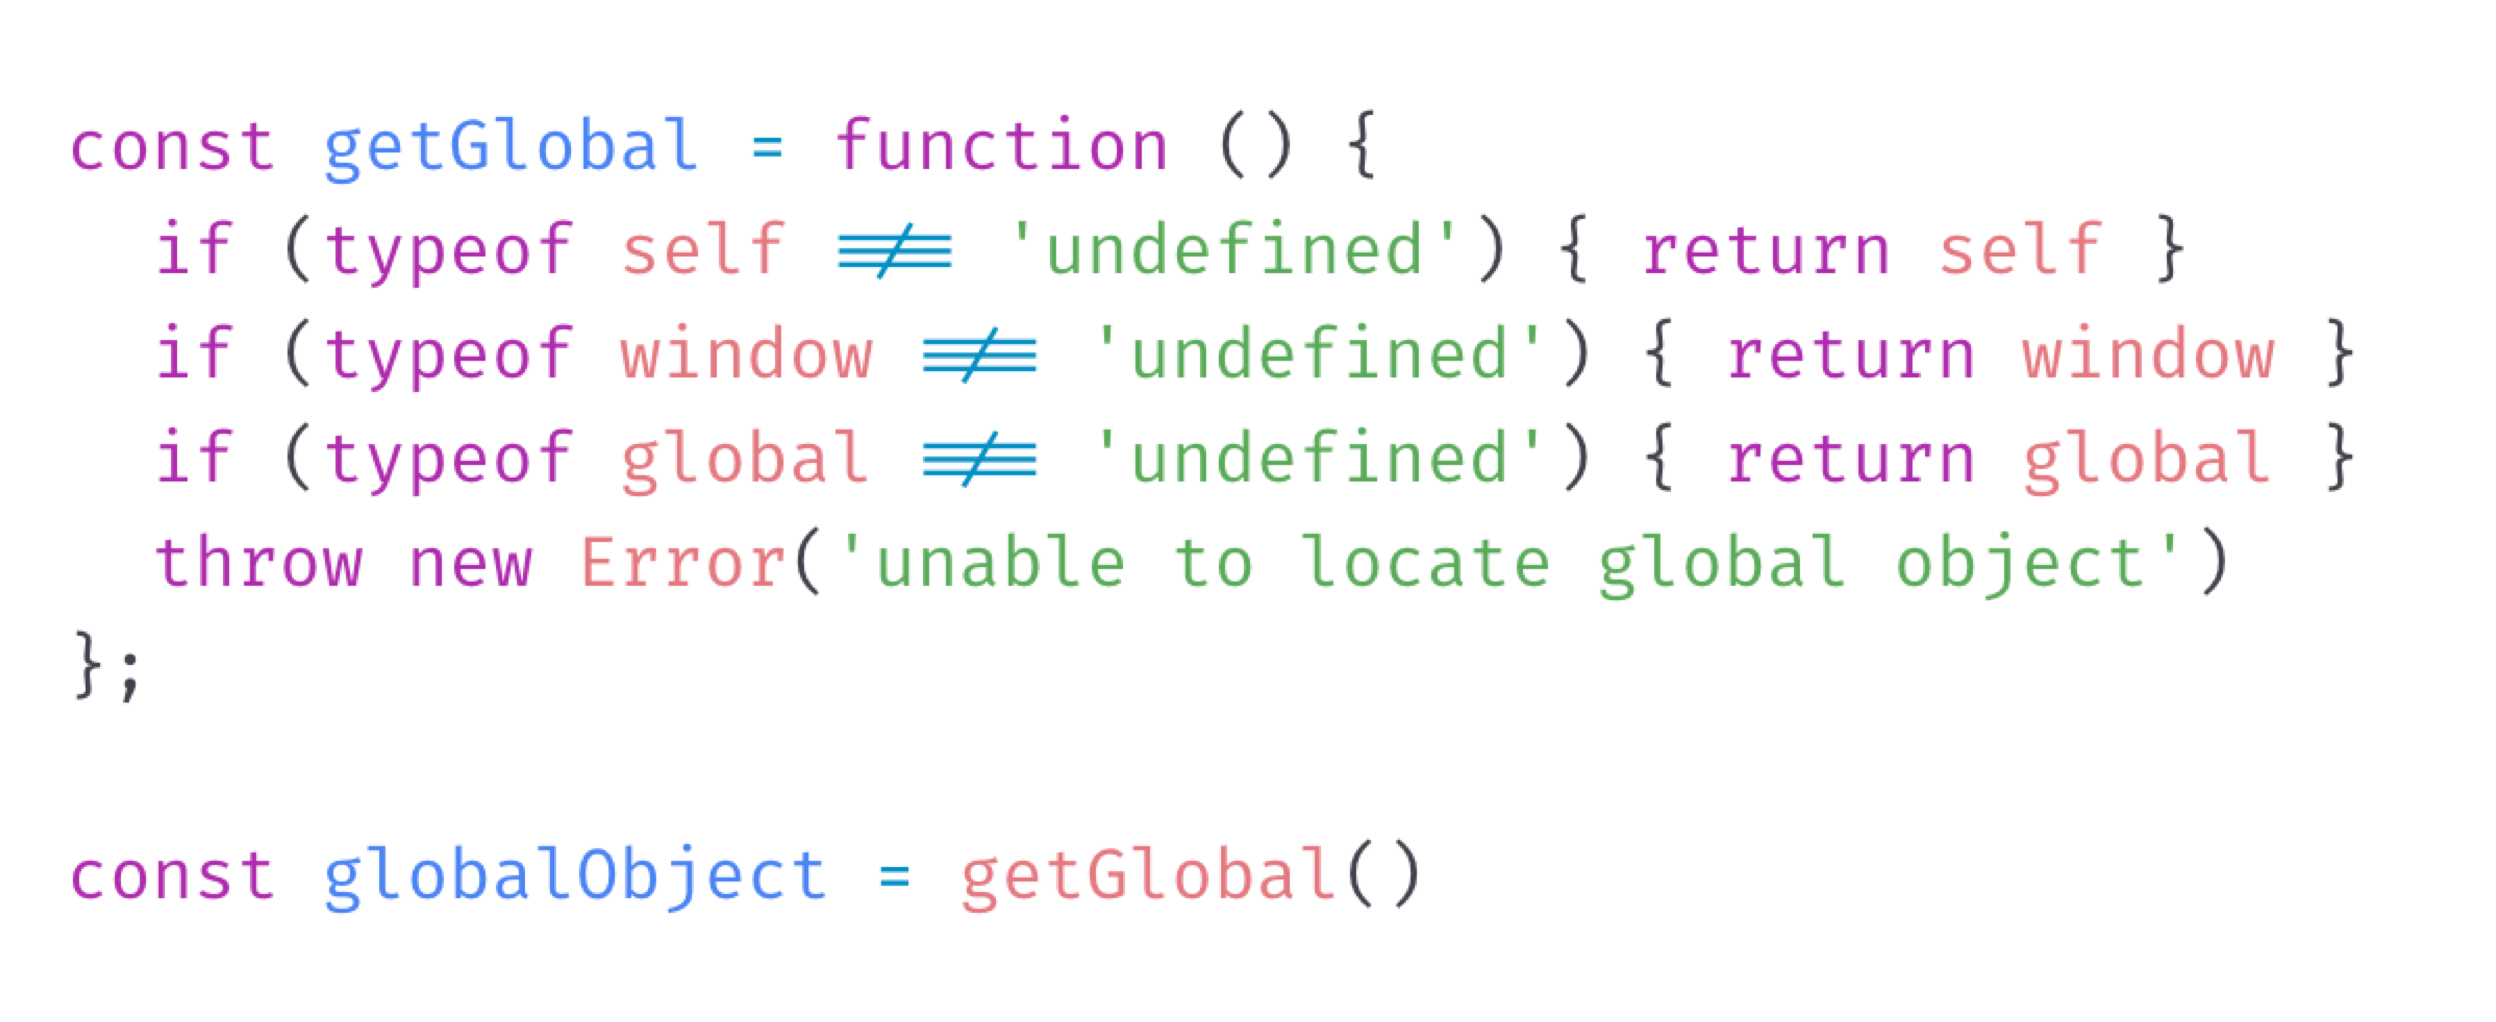 const getGlobal = function () {
  if (typeof self !== 'undefined') { return self }
  if (typeof window !== 'undefined') { return window }
  if (typeof global !== 'undefined') { return global }
  throw new Error('unable to locate global object')
};
const globalObject = getGlobal()